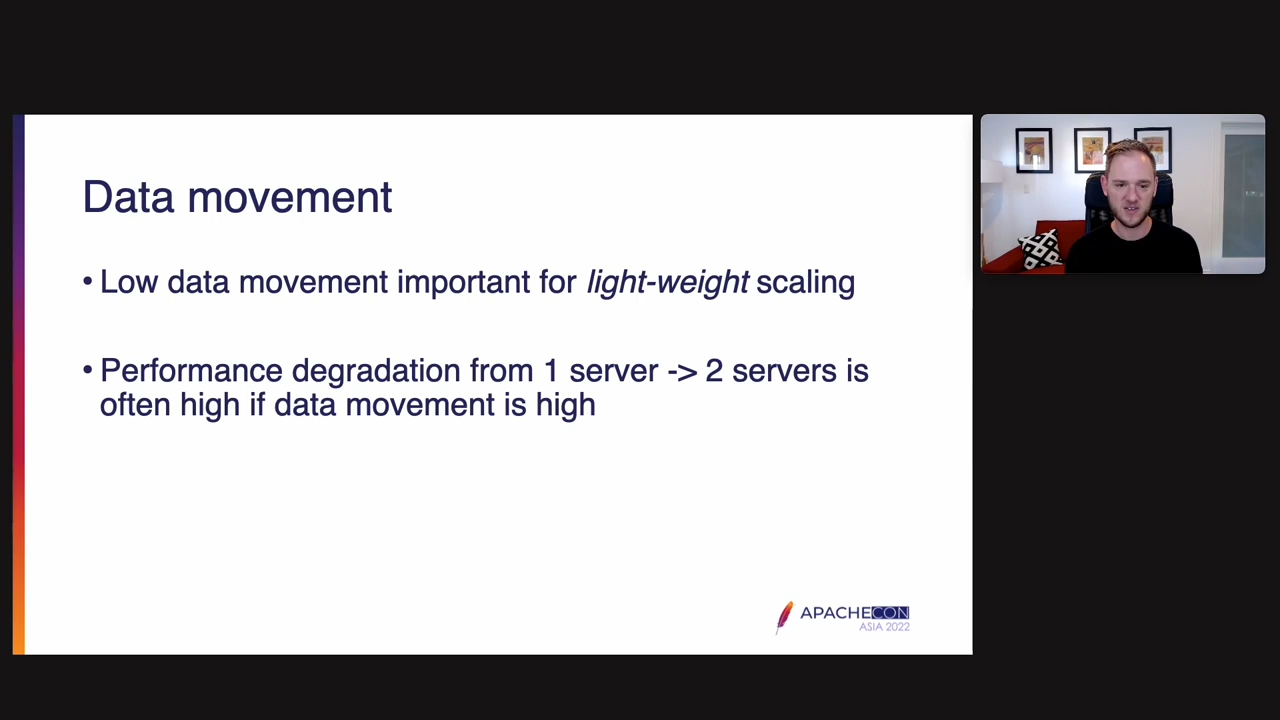 Data movement
• Low data movement important for light-weight scaling
• Performance degradation from 1 server -> 2 servers is
often high if data movement is high
APACHECON
ASIA 2022